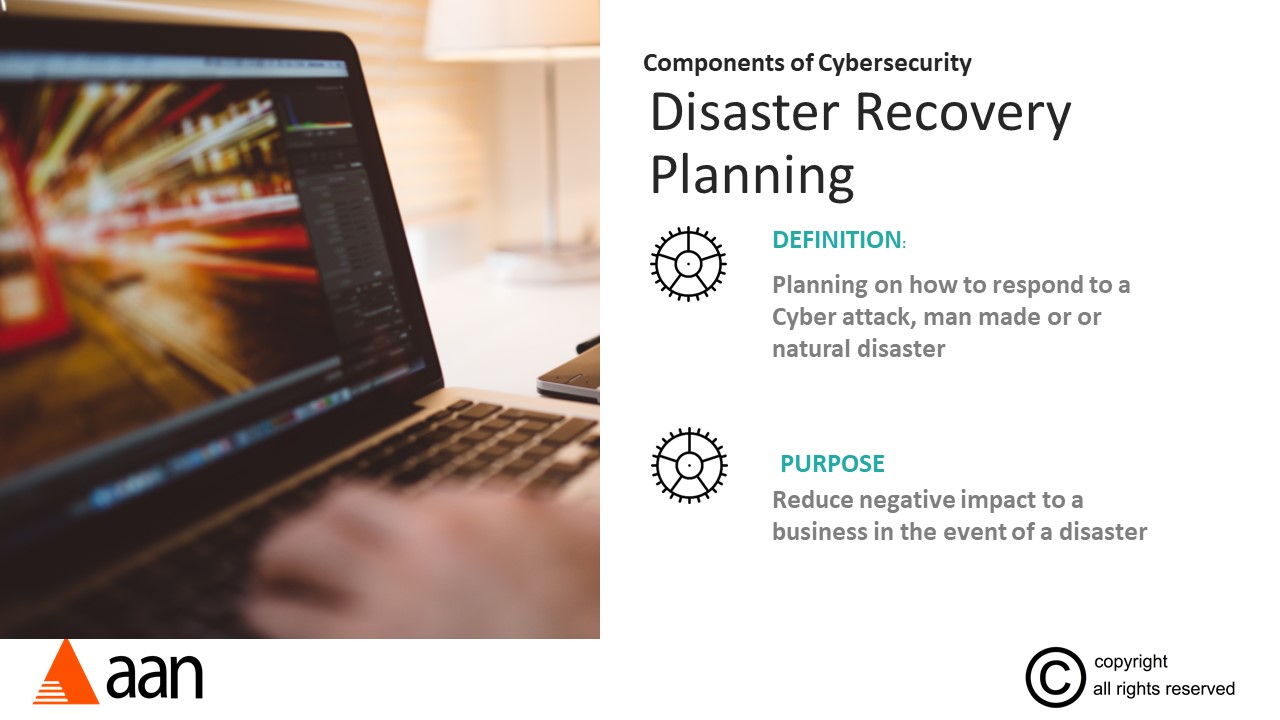 Components of Cybersecurity
Disaster Recovery
Planning
DEFINITION:
Planning on how to respond to a
Cyber attack, man made or or
natural disaster
PURPOSE
Reduce negative impact to a
business in the event of a disaster
aan
copyright
all rights reserved